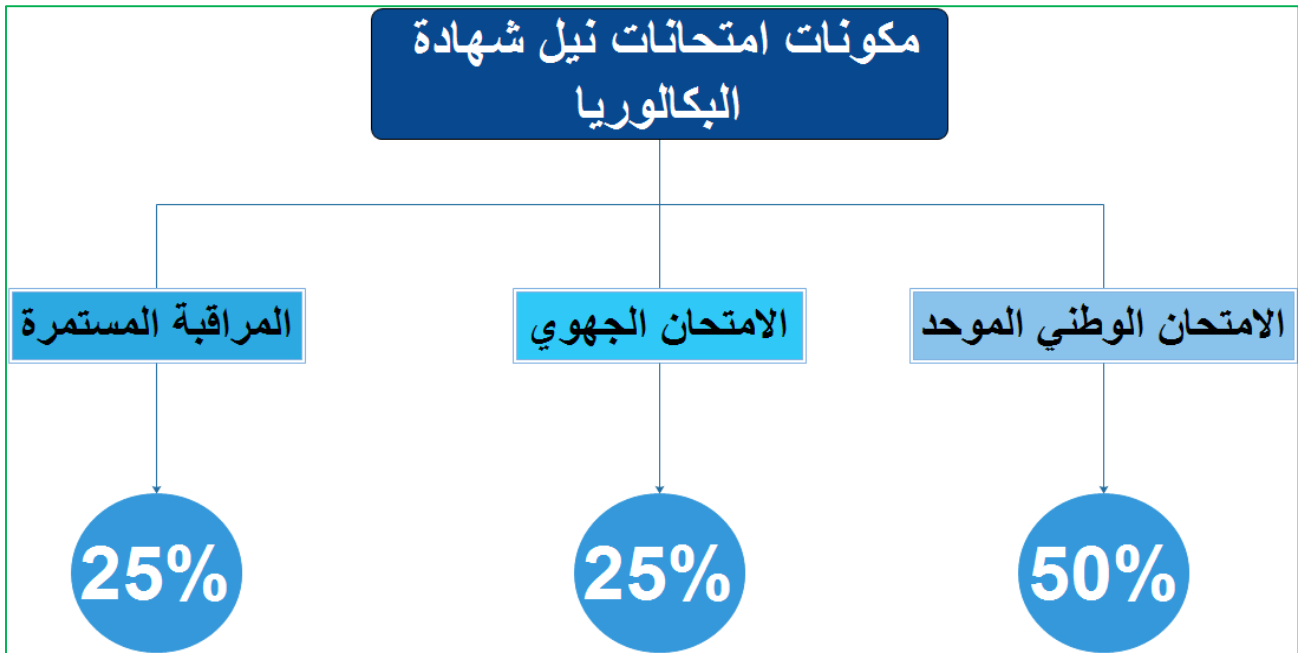 مكونات امتحانات نيل شهادة
البكالوريا
الامتحان الوطني الموحد
الامتحان الجهوي
المراقبة المستمرة
50%
25%
25%